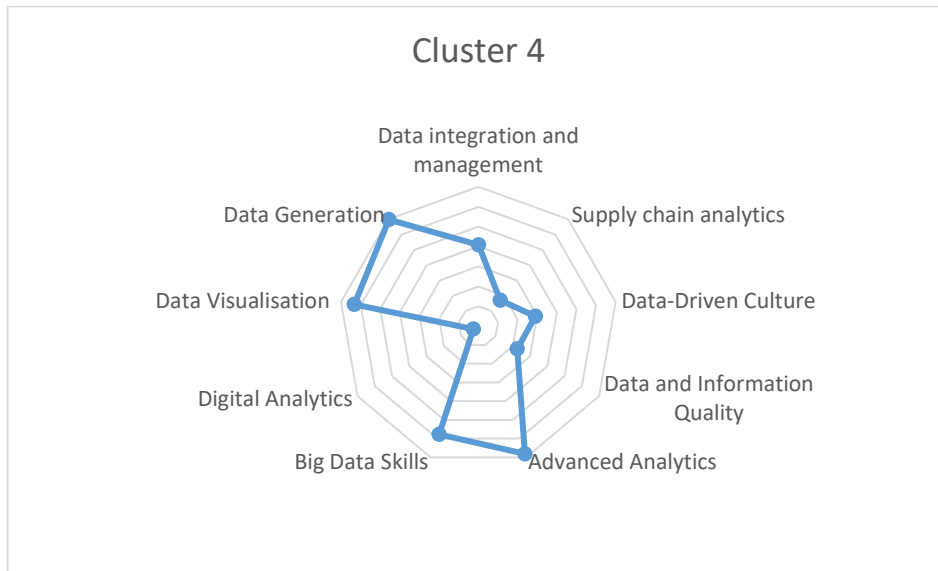 Cluster 4
Data integration and
management
Data Generation
Supply chain analytics
Data Visualisation
Data-Driven Culture
Digital Analytics
Data and Information
Quality
Big Data Skills
Advanced Analytics